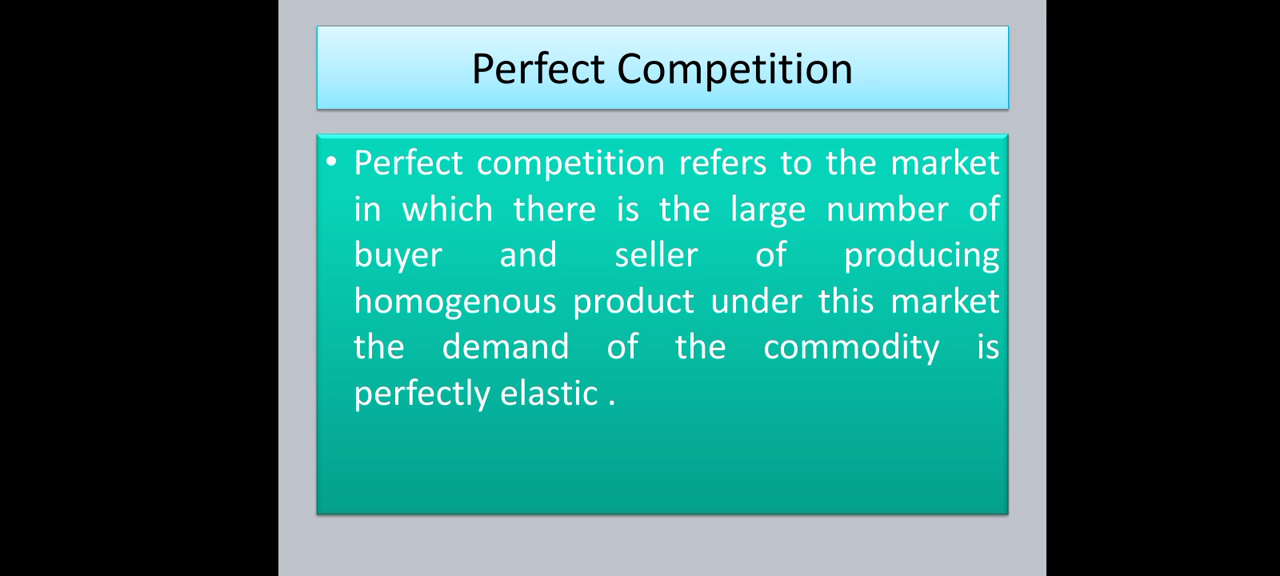 Perfect Competition
• Perfect competition refers to the market
in which there is the large number of
buyer and seller of producing
homogenous product under this market
the demand of the commodity is
perfectly elastic .